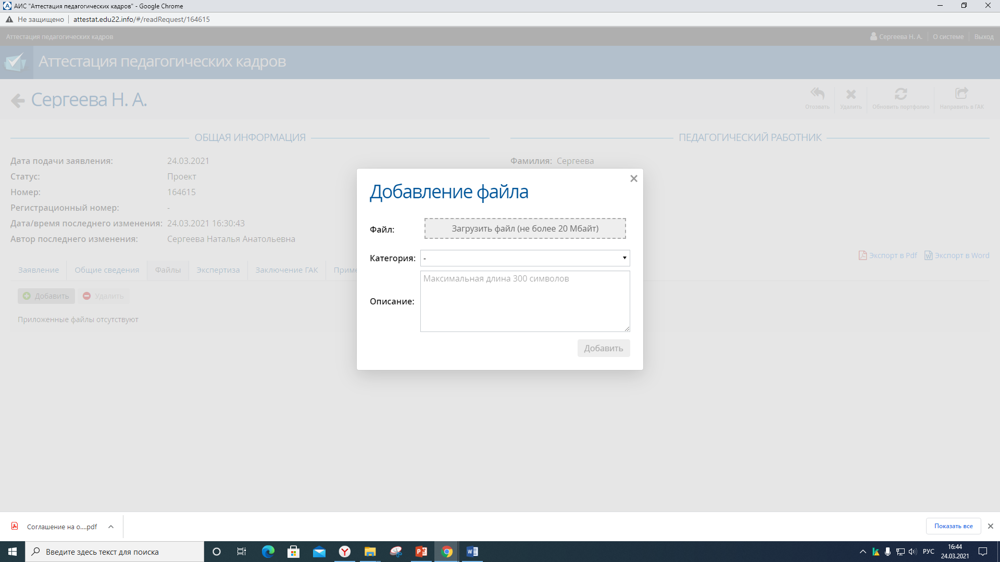 АИС "Аттестация педагогических кадров" - Google Chrome
Не защищено attestat.edu22.info/#/readRequest/164615
Аттестация педагогических кадров
Сергеева Н. А. О системе Выход
Аттестация педагогических кадров
Сергеева Н. А.
Отозвать Удалить Обновить портфолио Направить в ГАК
ОБЩАЯ ИНФОРМАЦИЯ
ПЕДАГОГИЧЕСКИЙ РАБОТНИК
Дата подачи заявления: 24.03.2021
Фамилия: Сергеева
Статус: Проект
Номер: 164615
Регистрационный номер: -
Дата/время последнего изменения: 24.03.2021 16:30:43
Автор последнего изменения: Сергеева Наталья Анатольевна
Экспорт в Pdf Экспорт в Word
Заявление Общие сведения Файлы Экспертиза Заключение ГАК Приме
Добавить Удалить
Приложенные файлы отсутствуют
Добавление файла
Файл: Загрузить файл (не более 20 Мбайт)
Категория: -
Описание: Максимальная длина 300 символов
Добавить
Соглашение на о....pdf
Показать все
Введите здесь текст для поиска
РУС
16:44
24.03.2021